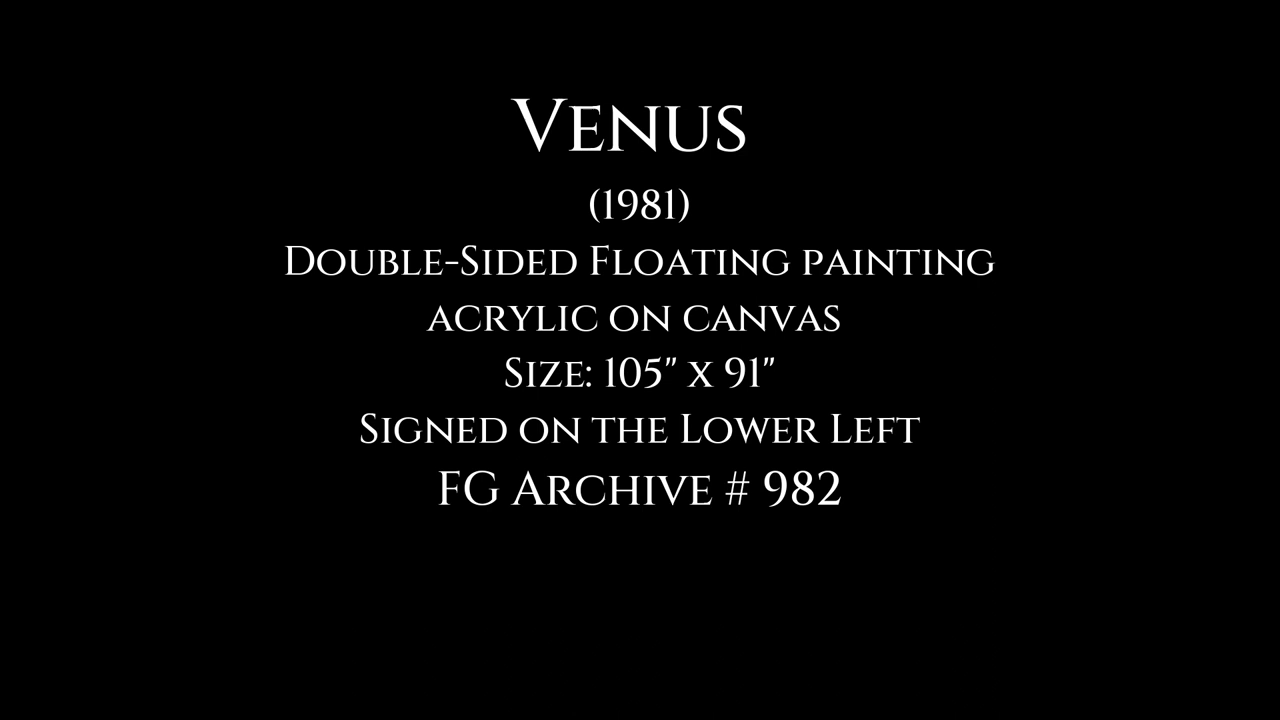 Venus
(1981)
Double-Sided Floating painting
acrylic on canvas
Size: 105" x 91"
Signed on the Lower Left
FG Archive # 982